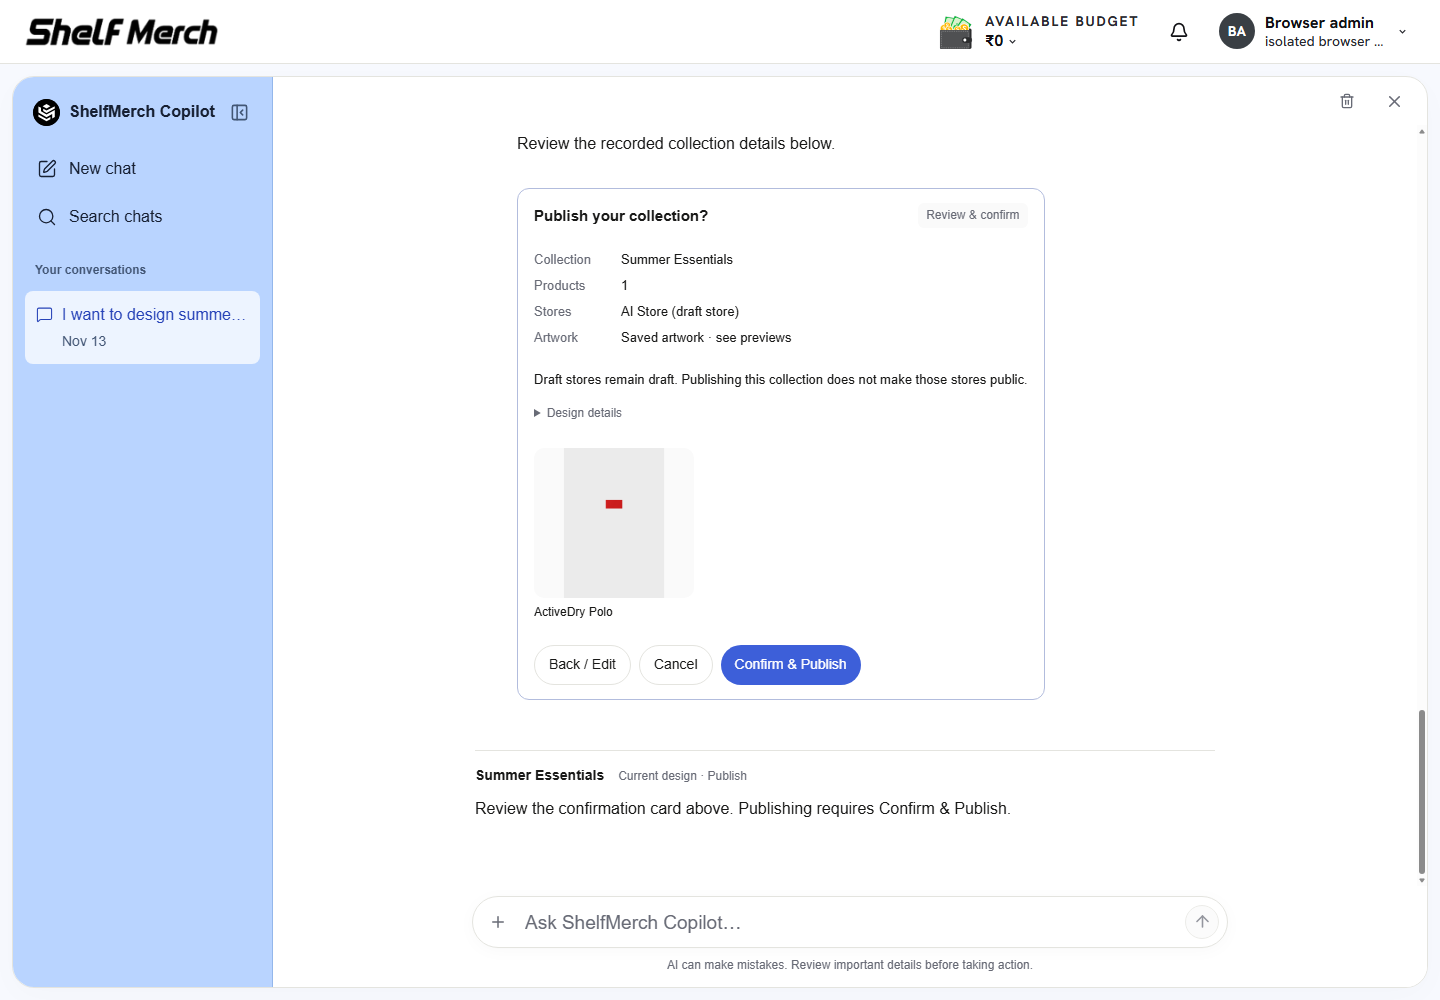 Shelf Merch
AVAILABLE BUDGET
₹0
BA
Browser admin
isolated browser ...
ShelfMerch Copilot
New chat
Search chats
Your conversations
I want to design summe...
Nov 13
Review the recorded collection details below.
Publish your collection?
Review & confirm
Collection Summer Essentials
Products 1
Stores AI Store (draft store)
Artwork Saved artwork · see previews
Draft stores remain draft. Publishing this collection does not make those stores public.
Design details
ActiveDry Polo
Back / Edit
Cancel
Confirm & Publish
Summer Essentials Current design · Publish
Review the confirmation card above. Publishing requires Confirm & Publish.
Ask ShelfMerch Copilot...
AI can make mistakes. Review important details before taking action.